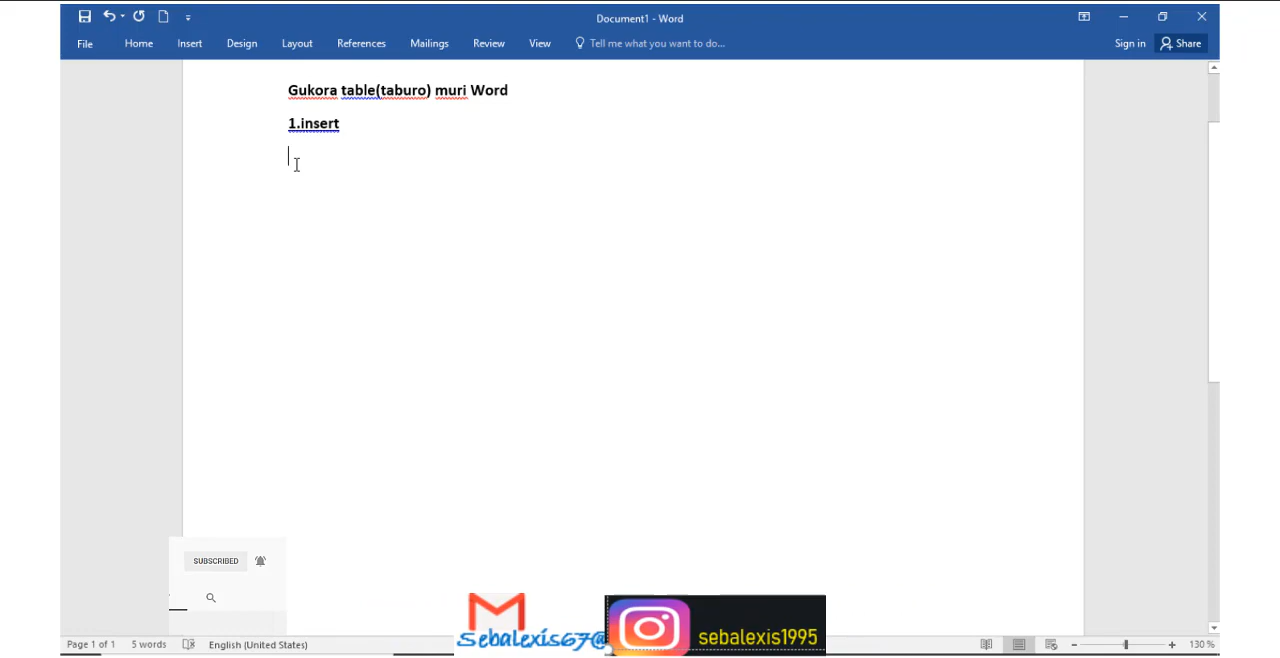 Document1 - Word
File Home Insert Design Layout References Mailings Review View Tell me what you want to do... Sign in Share
Gukora table(taburo) muri Word
1.insert
SUBSCRIBED
sebalexis67@
sebalexis1995
Page 1 of 1 5 words English (United States) 130 %